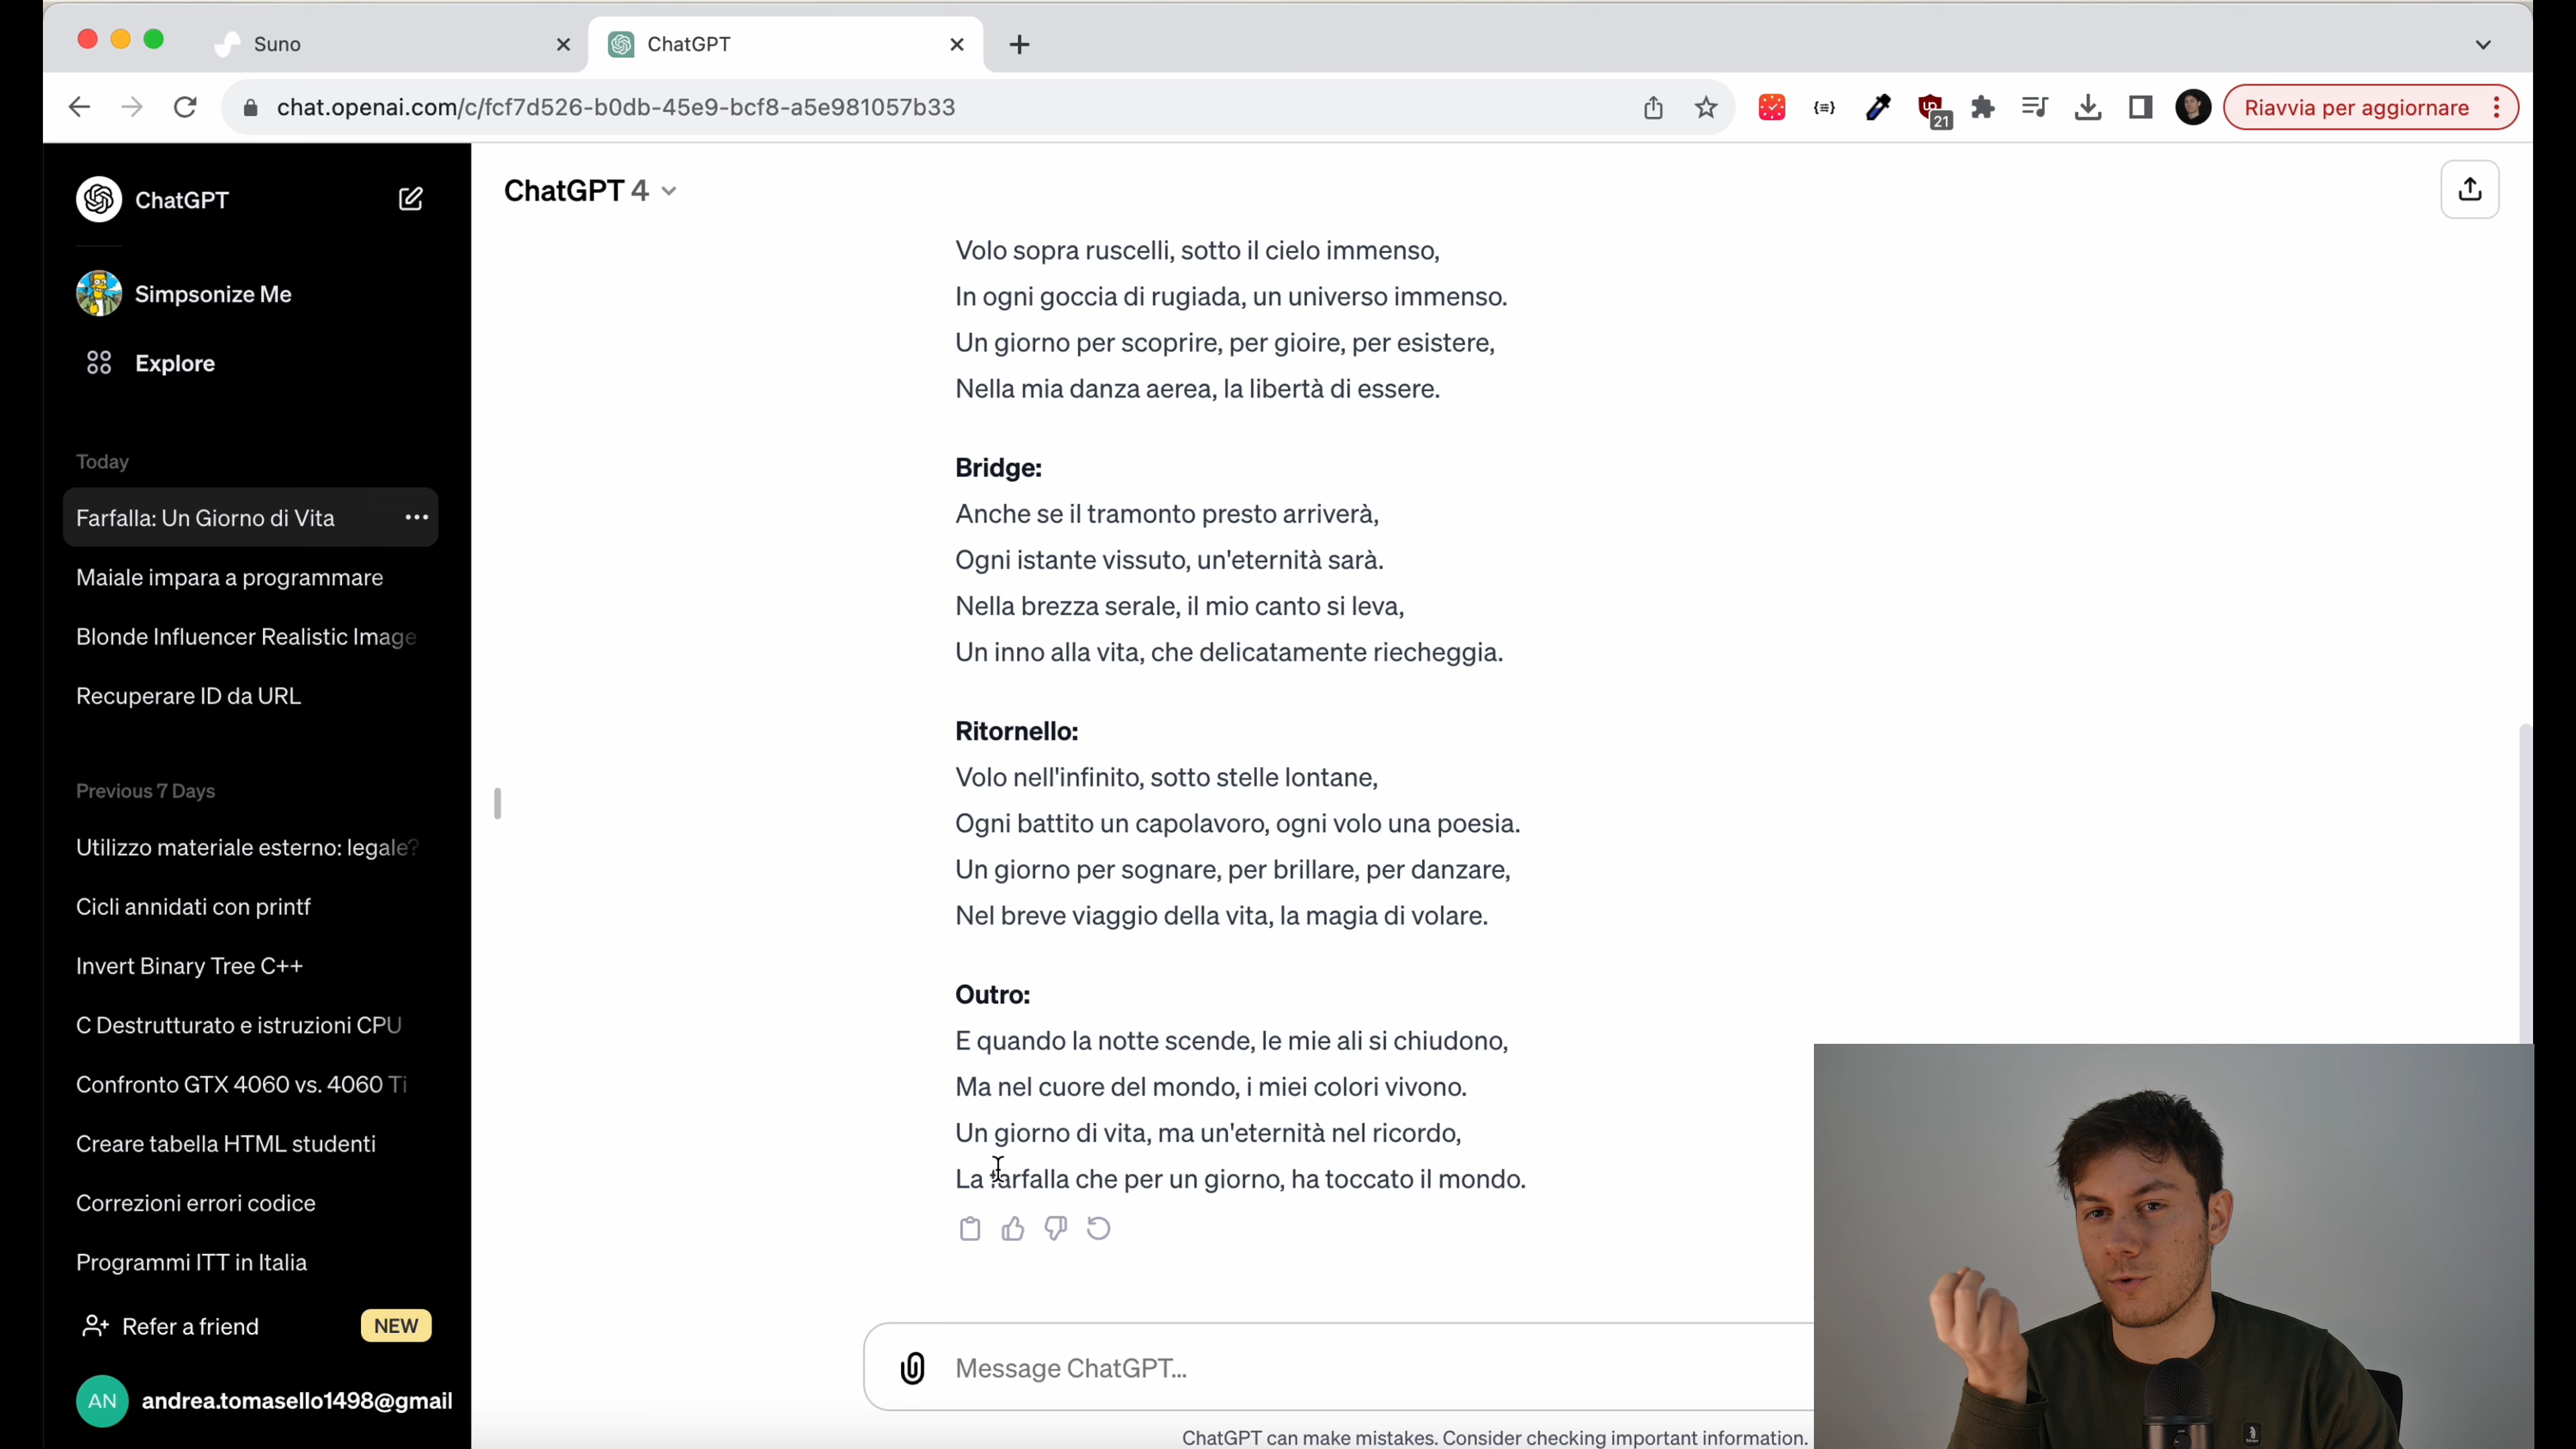 Suno
ChatGPT
chat.openai.com/c/fcf7d526-b0db-45e9-bcf8-a5e981057b33
21
Riavvia per aggiornare
ChatGPT
Simpsonize Me
Explore
Today
Farfalla: Un Giorno di Vita
Maiale impara a programmare
Blonde Influencer Realistic Image
Recuperare ID da URL
Previous 7 Days
Utilizzo materiale esterno: legale?
Cicli annidati con printf
Invert Binary Tree C++
C Destrutturato e istruzioni CPU
Confronto GTX 4060 vs. 4060 Ti
Creare tabella HTML studenti
Correzioni errori codice
Programmi ITT in Italia
Refer a friend
NEW
AN
andrea.tomasello1498@gmail
ChatGPT 4
Volo sopra ruscelli, sotto il cielo immenso,
In ogni goccia di rugiada, un universo immenso.
Un giorno per scoprire, per gioire, per esistere,
Nella mia danza aerea, la libertà di essere.
Bridge:
Anche se il tramonto presto arriverà,
Ogni istante vissuto, un'eternità sarà.
Nella brezza serale, il mio canto si leva,
Un inno alla vita, che delicatamente riecheggia.
Ritornello:
Volo nell'infinito, sotto stelle lontane,
Ogni battito un capolavoro, ogni volo una poesia.
Un giorno per sognare, per brillare, per danzare,
Nel breve viaggio della vita, la magia di volare.
Outro:
E quando la notte scende, le mie ali si chiudono,
Ma nel cuore del mondo, i miei colori vivono.
Un giorno di vita, ma un'eternità nel ricordo,
La farfalla che per un giorno, ha toccato il mondo.
Message ChatGPT...
ChatGPT can make mistakes. Consider checking important information.